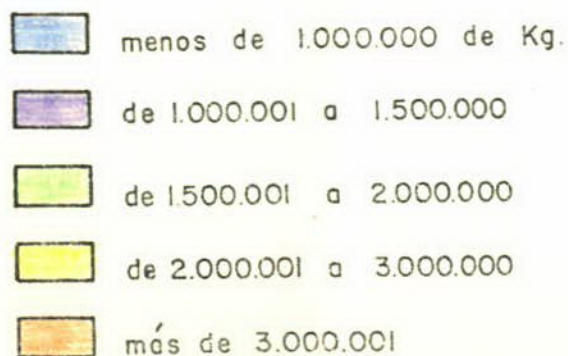 menos de 1.000.000 de Kg.
de 1.000.001 a 1.500.000
de 1.500.001 a 2.000.000
de 2.000.001 a 3.000.000
más de 3.000.001